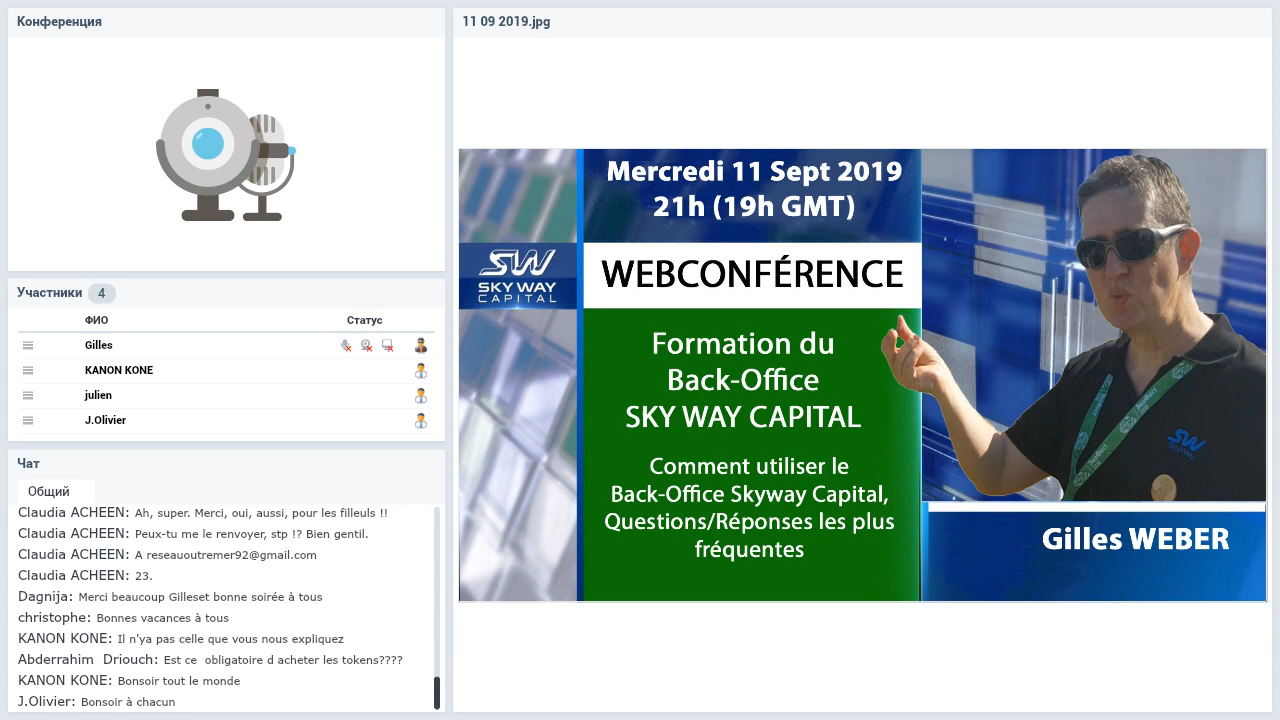 Конференция
Участники 4
ФИО Статус
Gilles
KANON KONE
julien
J.Olivier
Чат
Общий
Claudia ACHEEN: Ah, super. Merci, oui, aussi, pour les filleuls !!
Claudia ACHEEN: Peux-tu me le renvoyer, stp !? Bien gentil.
Claudia ACHEEN: A reseauoutremer92@gmail.com
Claudia ACHEEN: 23.
Dagnija: Merci beaucoup Gilleset bonne soirée à tous
christophe: Bonnes vacances à tous
KANON KONE: Il n'ya pas celle que vous nous expliquez
Abderrahim Driouch: Est ce obligatoire d acheter les tokens????
KANON KONE: Bonsoir tout le monde
J.Olivier: Bonsoir à chacun
11 09 2019.jpg
Mercredi 11 Sept 2019
21h (19h GMT)
SW
SKY WAY
CAPITAL
WEBCONFÉRENCE
Formation du
Back-Office
SKY WAY CAPITAL
Comment utiliser le
Back-Office Skyway Capital,
Questions/Réponses les plus
fréquentes
SW
SkyWay
Gilles WEBER